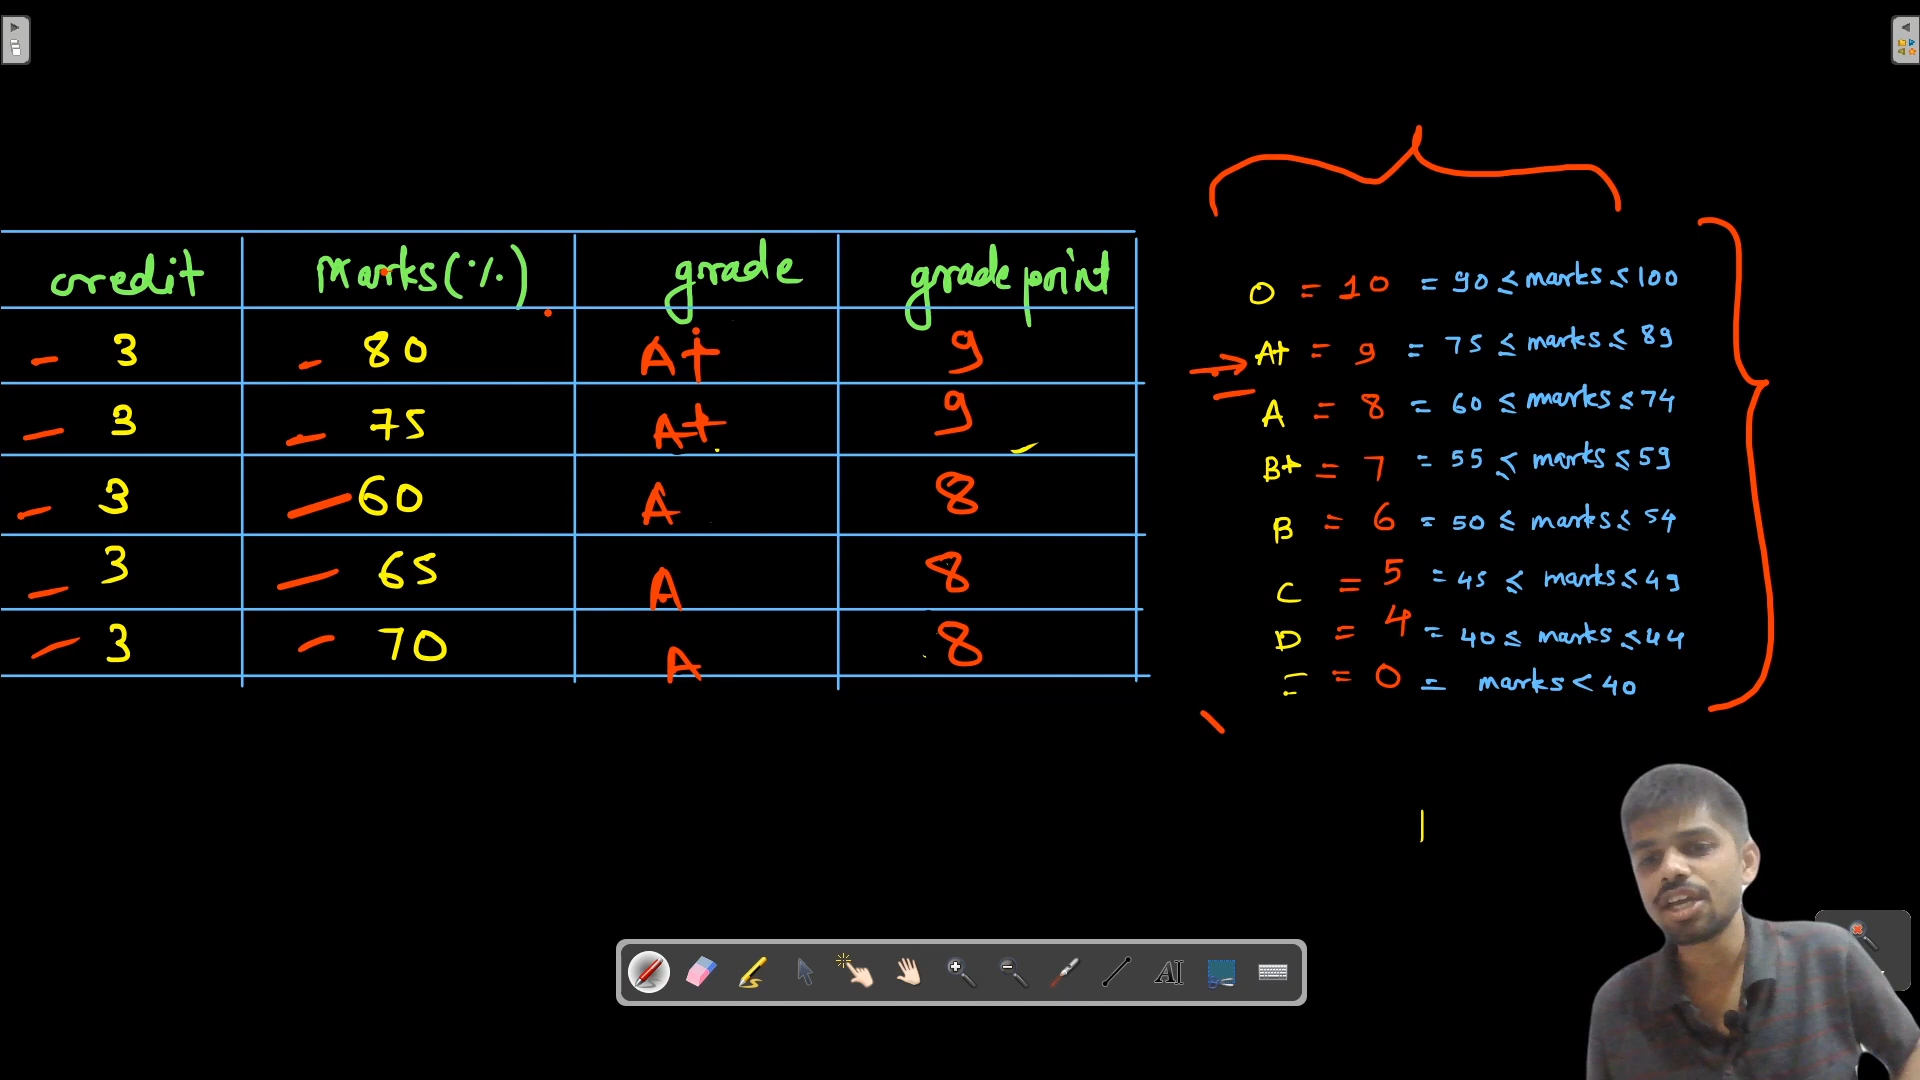 credit marks(%) grade grade point
3 80 A+ 9
3 75 A+ 9
3 60 A 8
3 65 A 8
3 70 A 8
O = 10 = 90 ≤ marks ≤ 100
A+ = 9 = 75 ≤ marks ≤ 89
A = 8 = 60 ≤ marks ≤ 74
B+ = 7 = 55 ≤ marks ≤ 59
B = 6 = 50 ≤ marks ≤ 54
C = 5 = 45 ≤ marks ≤ 49
D = 4 = 40 ≤ marks ≤ 44
= 0 = marks < 40
AI